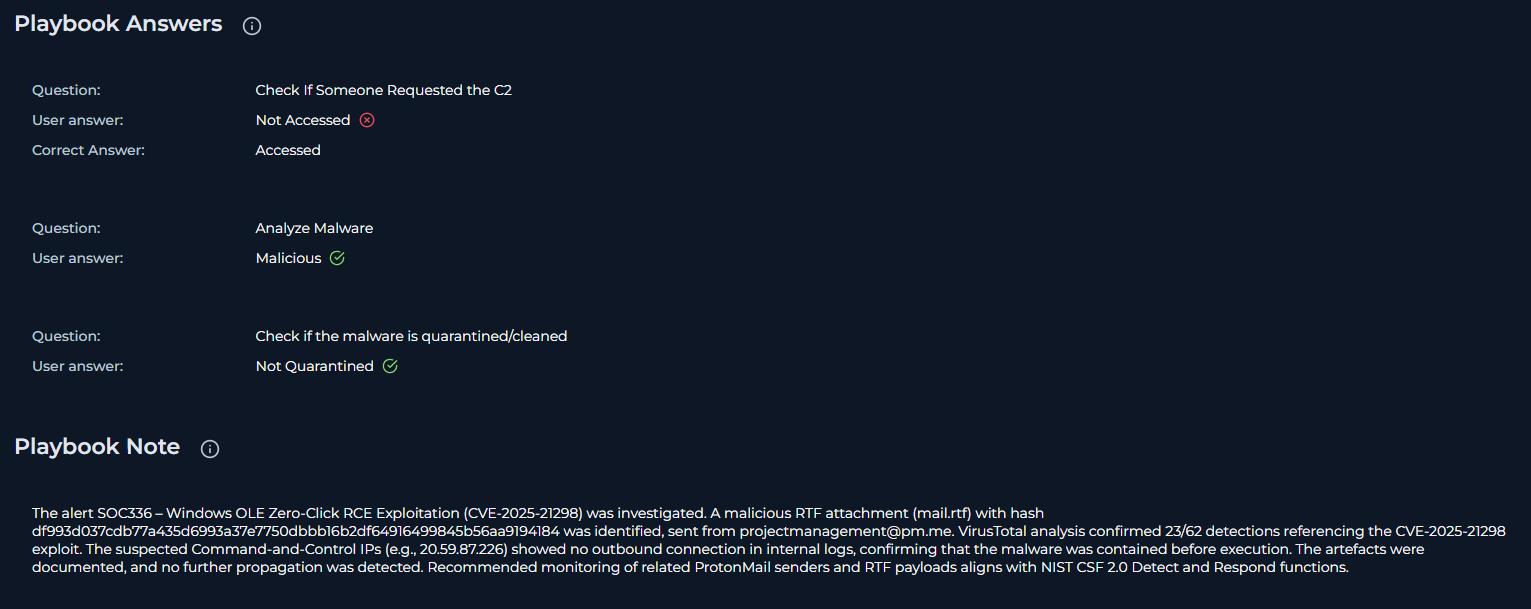 Playbook Answers
Question: Check If Someone Requested the C2
User answer: Not Accessed
Correct Answer: Accessed
Question: Analyze Malware
User answer: Malicious
Question: Check if the malware is quarantined/cleaned
User answer: Not Quarantined
Playbook Note
The alert SOC336 – Windows OLE Zero-Click RCE Exploitation (CVE-2025-21298) was investigated. A malicious RTF attachment (mail.rtf) with hash
df993d037cdb77a435d6993a37e7750dbbb16b2df64916499845b56aa9194184 was identified, sent from projectmanagement@pm.me. VirusTotal analysis confirmed 23/62 detections referencing the CVE-2025-21298
exploit. The suspected Command-and-Control IPs (e.g., 20.59.87.226) showed no outbound connection in internal logs, confirming that the malware was contained before execution. The artefacts were
documented, and no further propagation was detected. Recommended monitoring of related ProtonMail senders and RTF payloads aligns with NIST CSF 2.0 Detect and Respond functions.